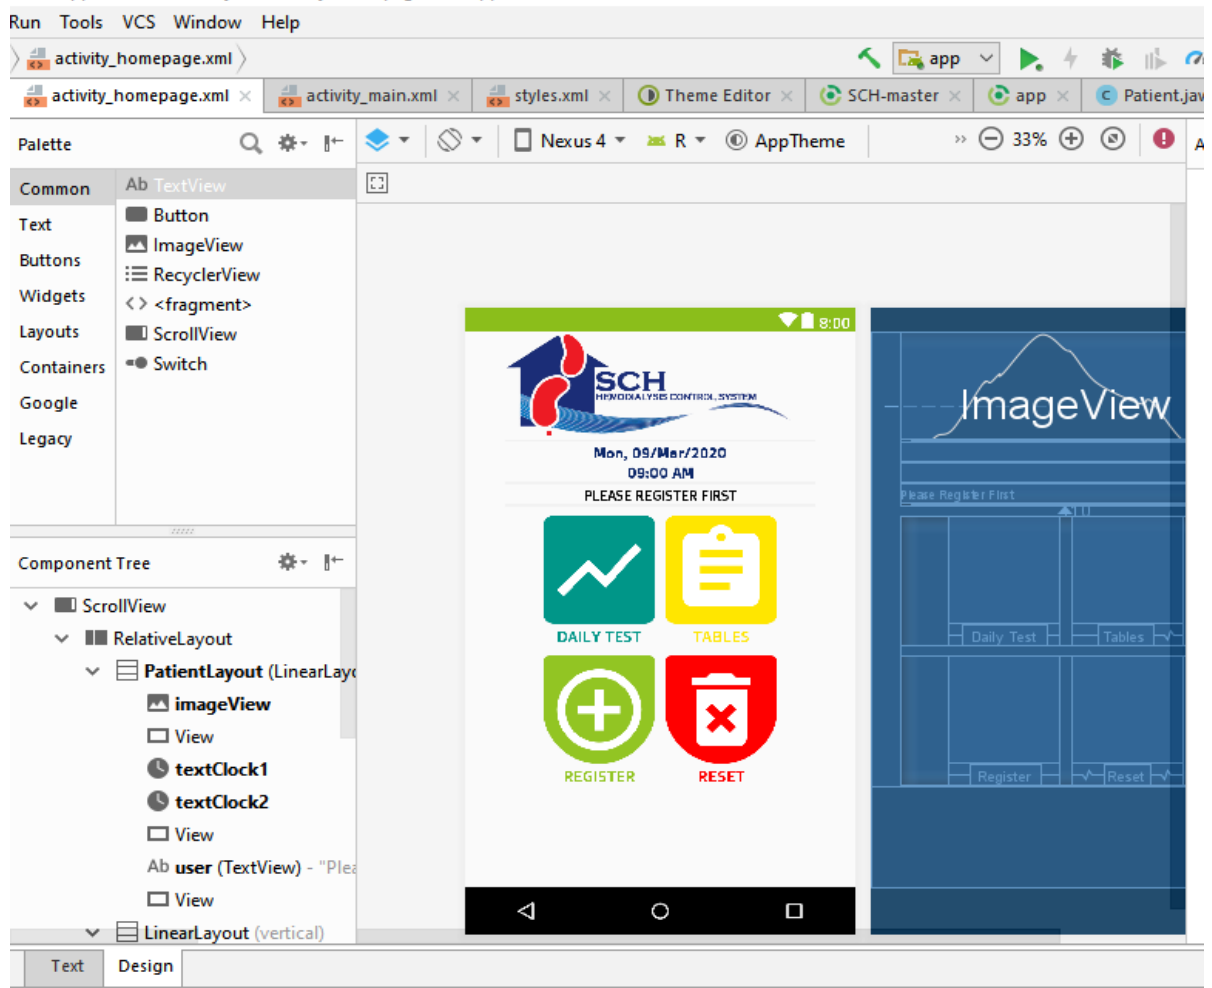 Run Tools VCS Window Help
activity_homepage.xml
app
activity_homepage.xml activity_main.xml styles.xml Theme Editor SCH-master app Patient.jav
Palette
Nexus 4 R AppTheme
33%
Common
Text
Buttons
Widgets
Layouts
Containers
Google
Legacy
Ab TextView
Button
ImageView
RecyclerView
<> <fragment>
ScrollView
Switch
8:00
SCH
HEMODIALYSIS CONTROL SYSTEM
Mon, 09/Mar/2020
09:00 AM
PLEASE REGISTER FIRST
DAILY TEST
TABLES
REGISTER
RESET
ImageView
Please Register First
Daily Test
Tables
Register
Reset
Component Tree
ScrollView
RelativeLayout
PatientLayout (LinearLayo
imageView
View
textClock1
textClock2
View
Ab user (TextView) - "Plea
View
LinearLayout (vertical)
Text Design